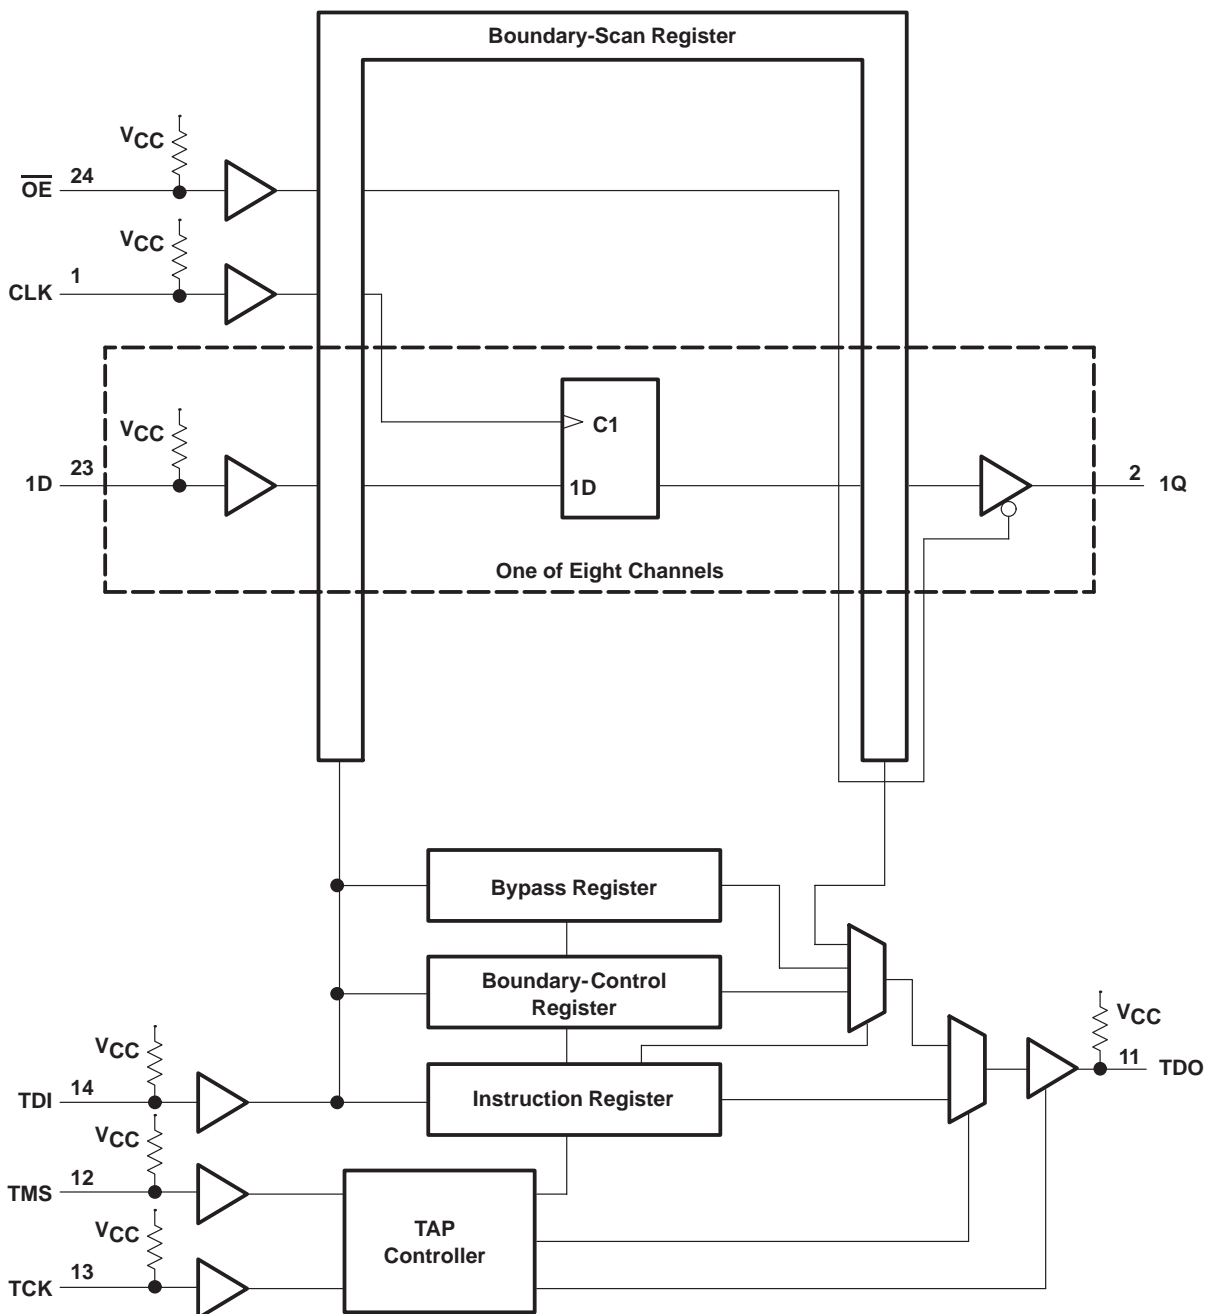 Boundary-Scan Register
VCC
OE 24
VCC
CLK 1
VCC
1D 23
C1
1D
2 1Q
One of Eight Channels
Bypass Register
Boundary-Control
Register
VCC
TDI 14
Instruction Register
VCC
11 TDO
VCC
TMS 12
TAP
Controller
VCC
TCK 13